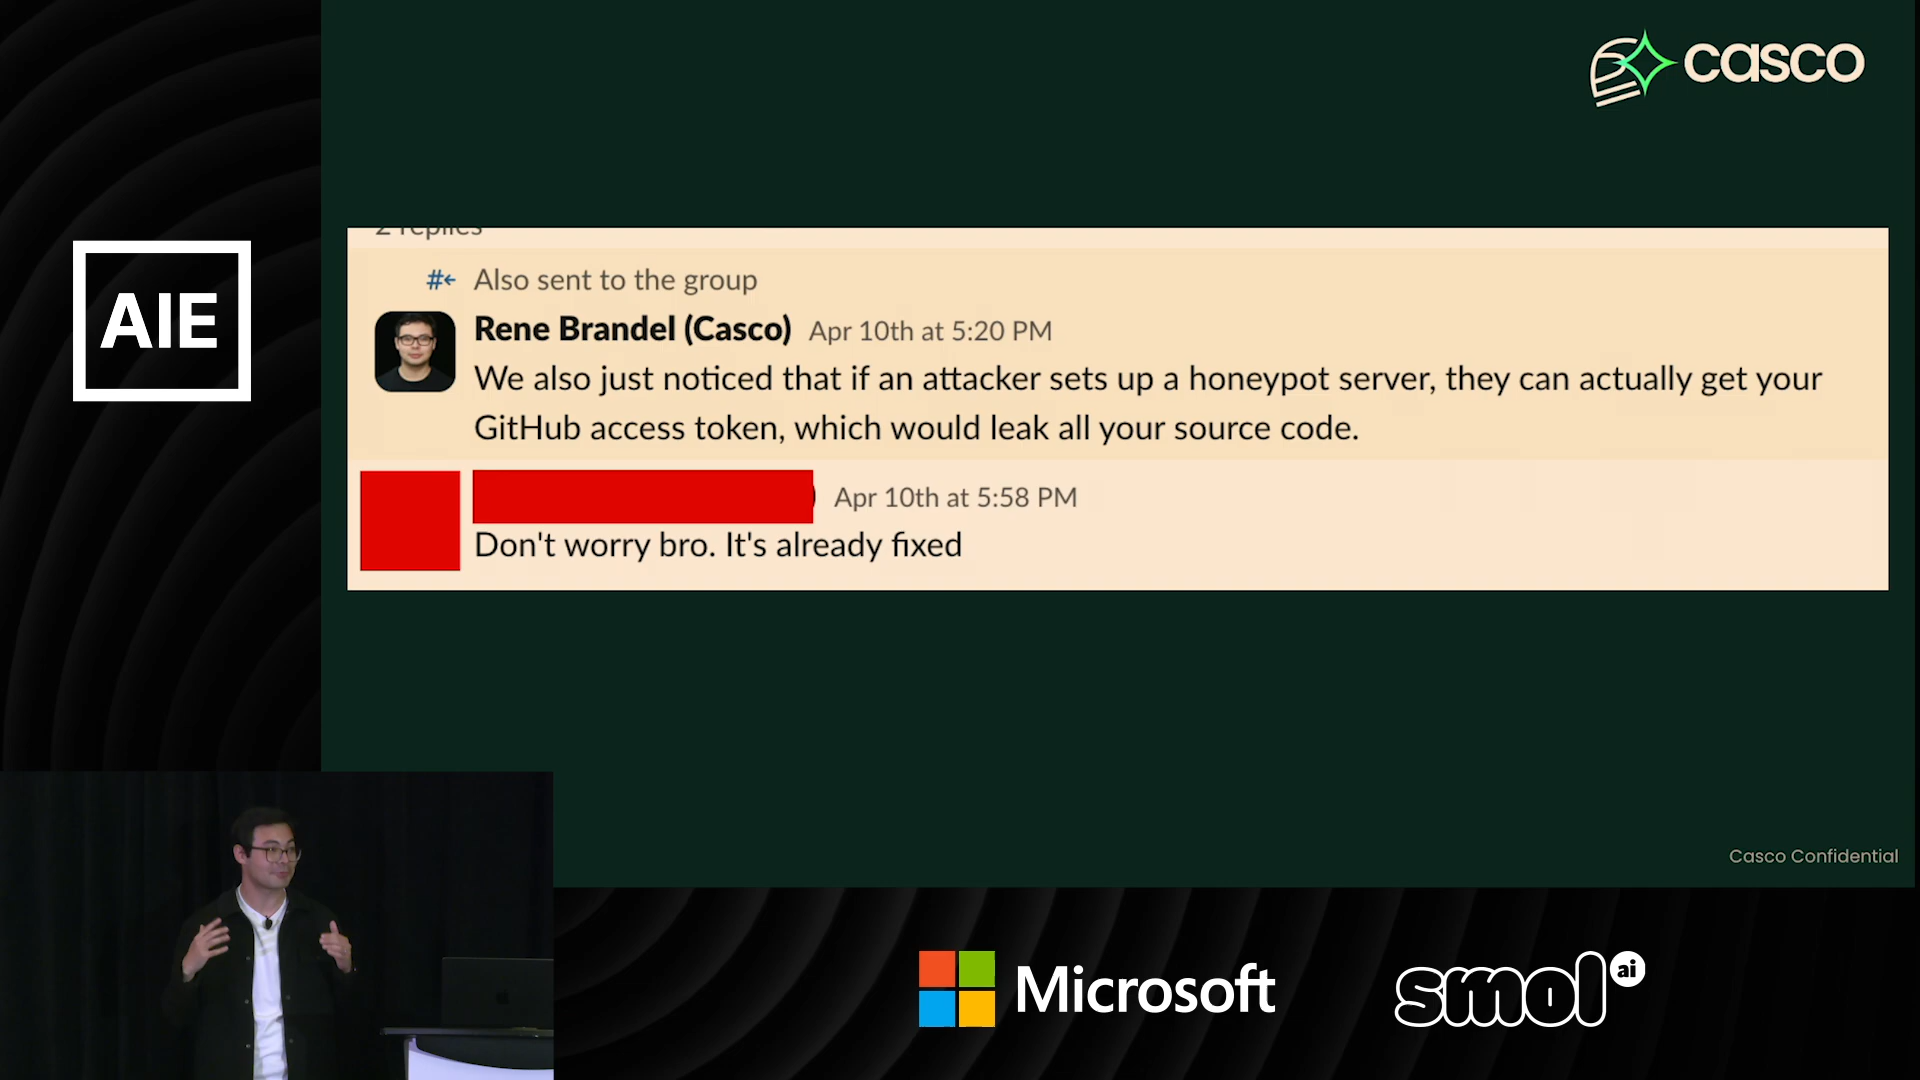 casco
2 replies
Also sent to the group
AIE
Rene Brandel (Casco) Apr 10th at 5:20 PM
We also just noticed that if an attacker sets up a honeypot server, they can actually get your
GitHub access token, which would leak all your source code.
Apr 10th at 5:58 PM
Don't worry bro. It's already fixed
Casco Confidential
Microsoft
smol ai